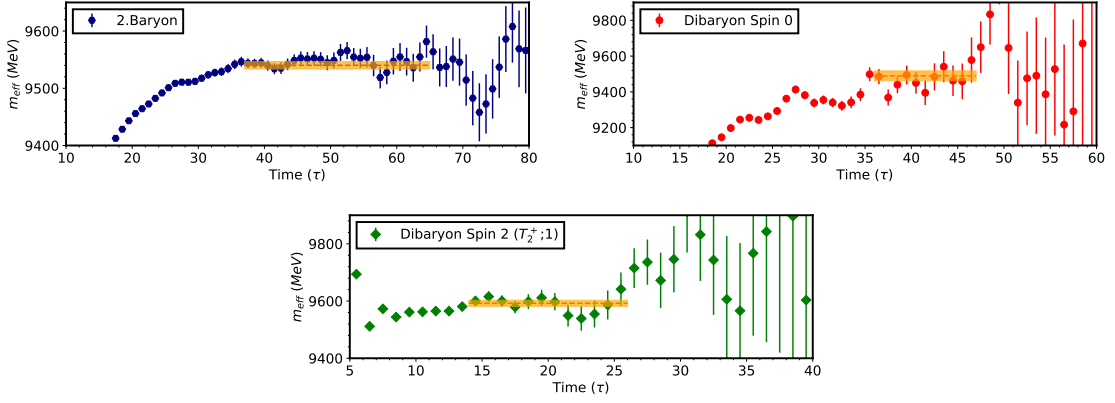 2.Baryon
9600
9500
9400
m_eff (MeV)
10 20 30 40 50 60 70 80
Time (τ)
Dibaryon Spin 0
9800
9600
9400
9200
m_eff (MeV)
10 15 20 25 30 35 40 45 50 55 60
Time (τ)
Dibaryon Spin 2 (T₂⁺;1)
9800
9600
9400
m_eff (MeV)
5 10 15 20 25 30 35 40
Time (τ)